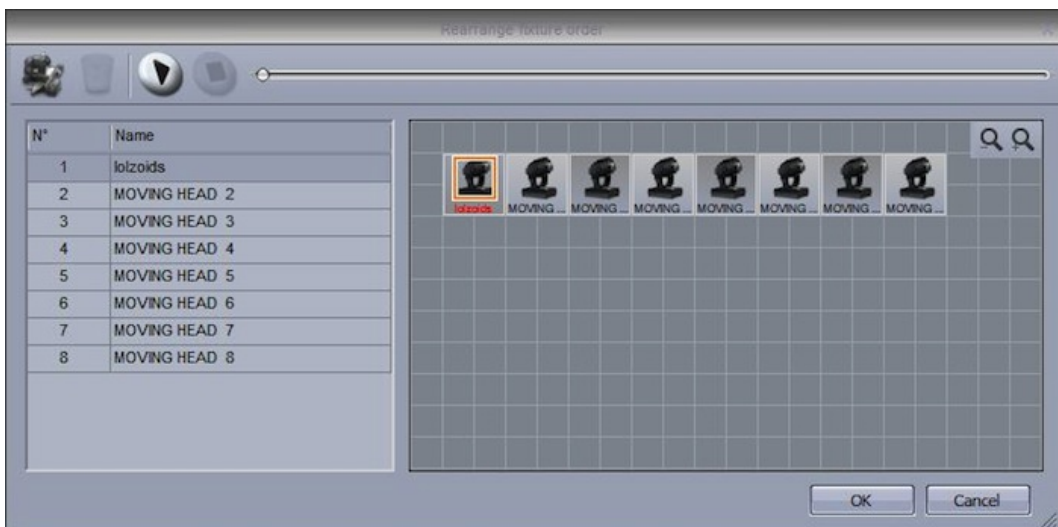 Rearrange fixture order
N° Name
1 lolzoids
2 MOVING HEAD 2
3 MOVING HEAD 3
4 MOVING HEAD 4
5 MOVING HEAD 5
6 MOVING HEAD 6
7 MOVING HEAD 7
8 MOVING HEAD 8
lolzoids MOVING ... MOVING ... MOVING ... MOVING ... MOVING ... MOVING ... MOVING ...
OK Cancel